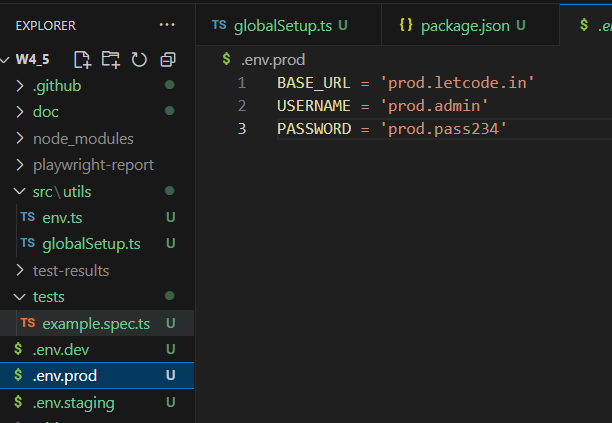 EXPLORER ...
W4_5
.github
doc
node_modules
playwright-report
src\utils
TS env.ts U
TS globalSetup.ts U
test-results
tests
TS example.spec.ts U
$ .env.dev U
$ .env.prod U
$ .env.staging U
TS globalSetup.ts U
{} package.json U
$ .env.prod
1 BASE_URL = 'prod.letcode.in'
2 USERNAME = 'prod.admin'
3 PASSWORD = 'prod.pass234'